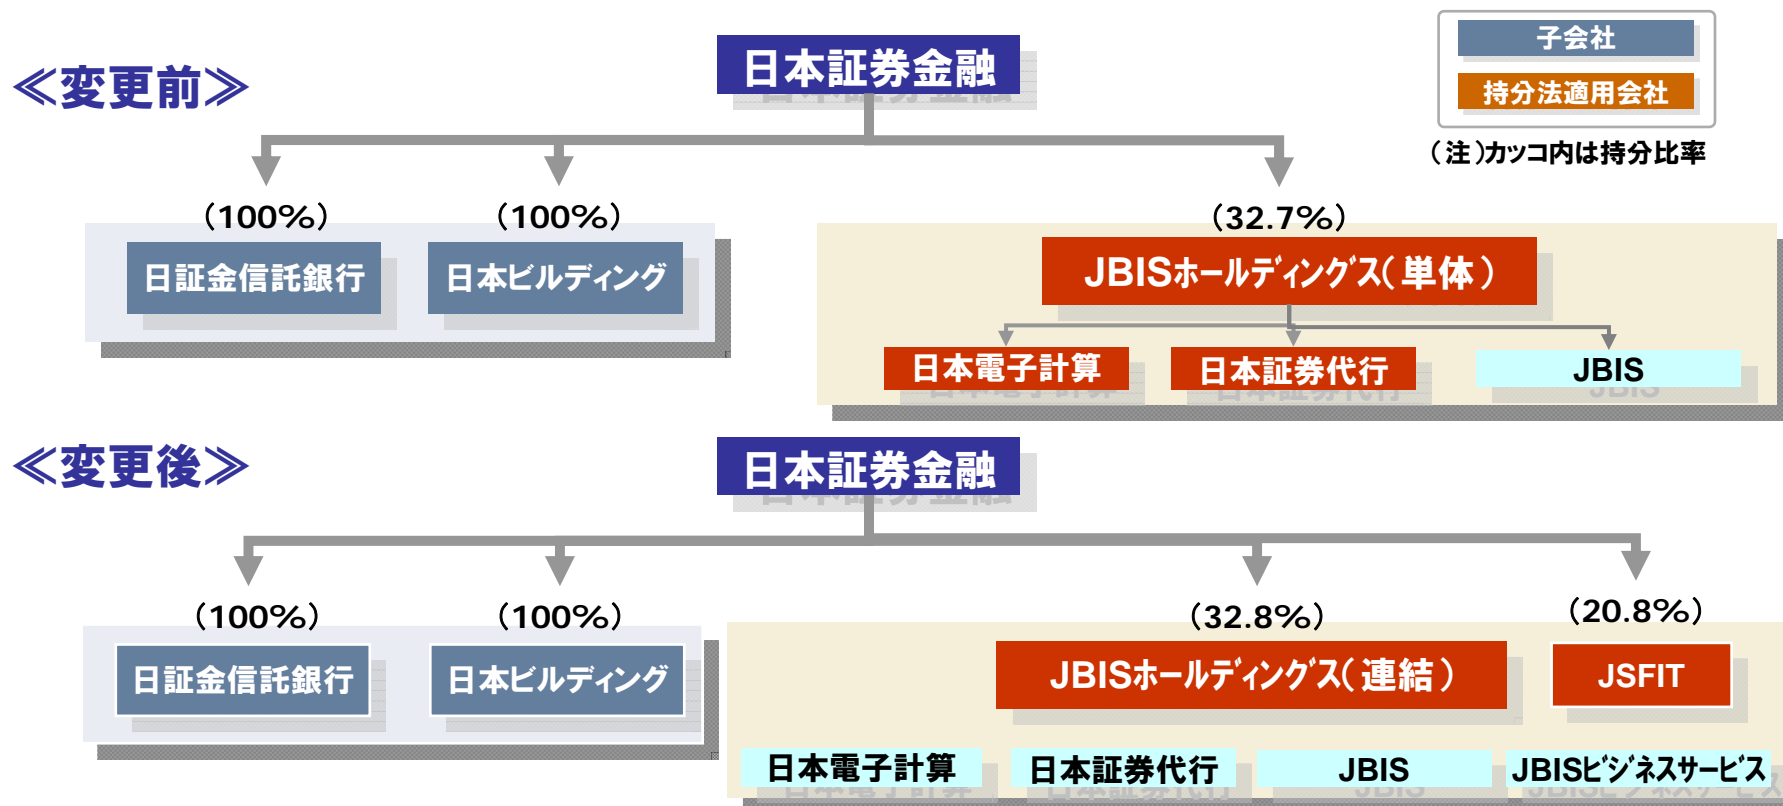 ≪変更前≫
日本証券金融
子会社
持分法適用会社
（注）カッコ内は持分比率
（100%）
（100%）
（32.7%）
日証金信託銀行
日本ビルディング
JBISホールディングス（単体）
日本電子計算
日本証券代行
JBIS
≪変更後≫
日本証券金融
（100%）
（100%）
（32.8%）
（20.8%）
日証金信託銀行
日本ビルディング
JBISホールディングス（連結）
JSFIT
日本電子計算
日本証券代行
JBIS
JBISビジネスサービス